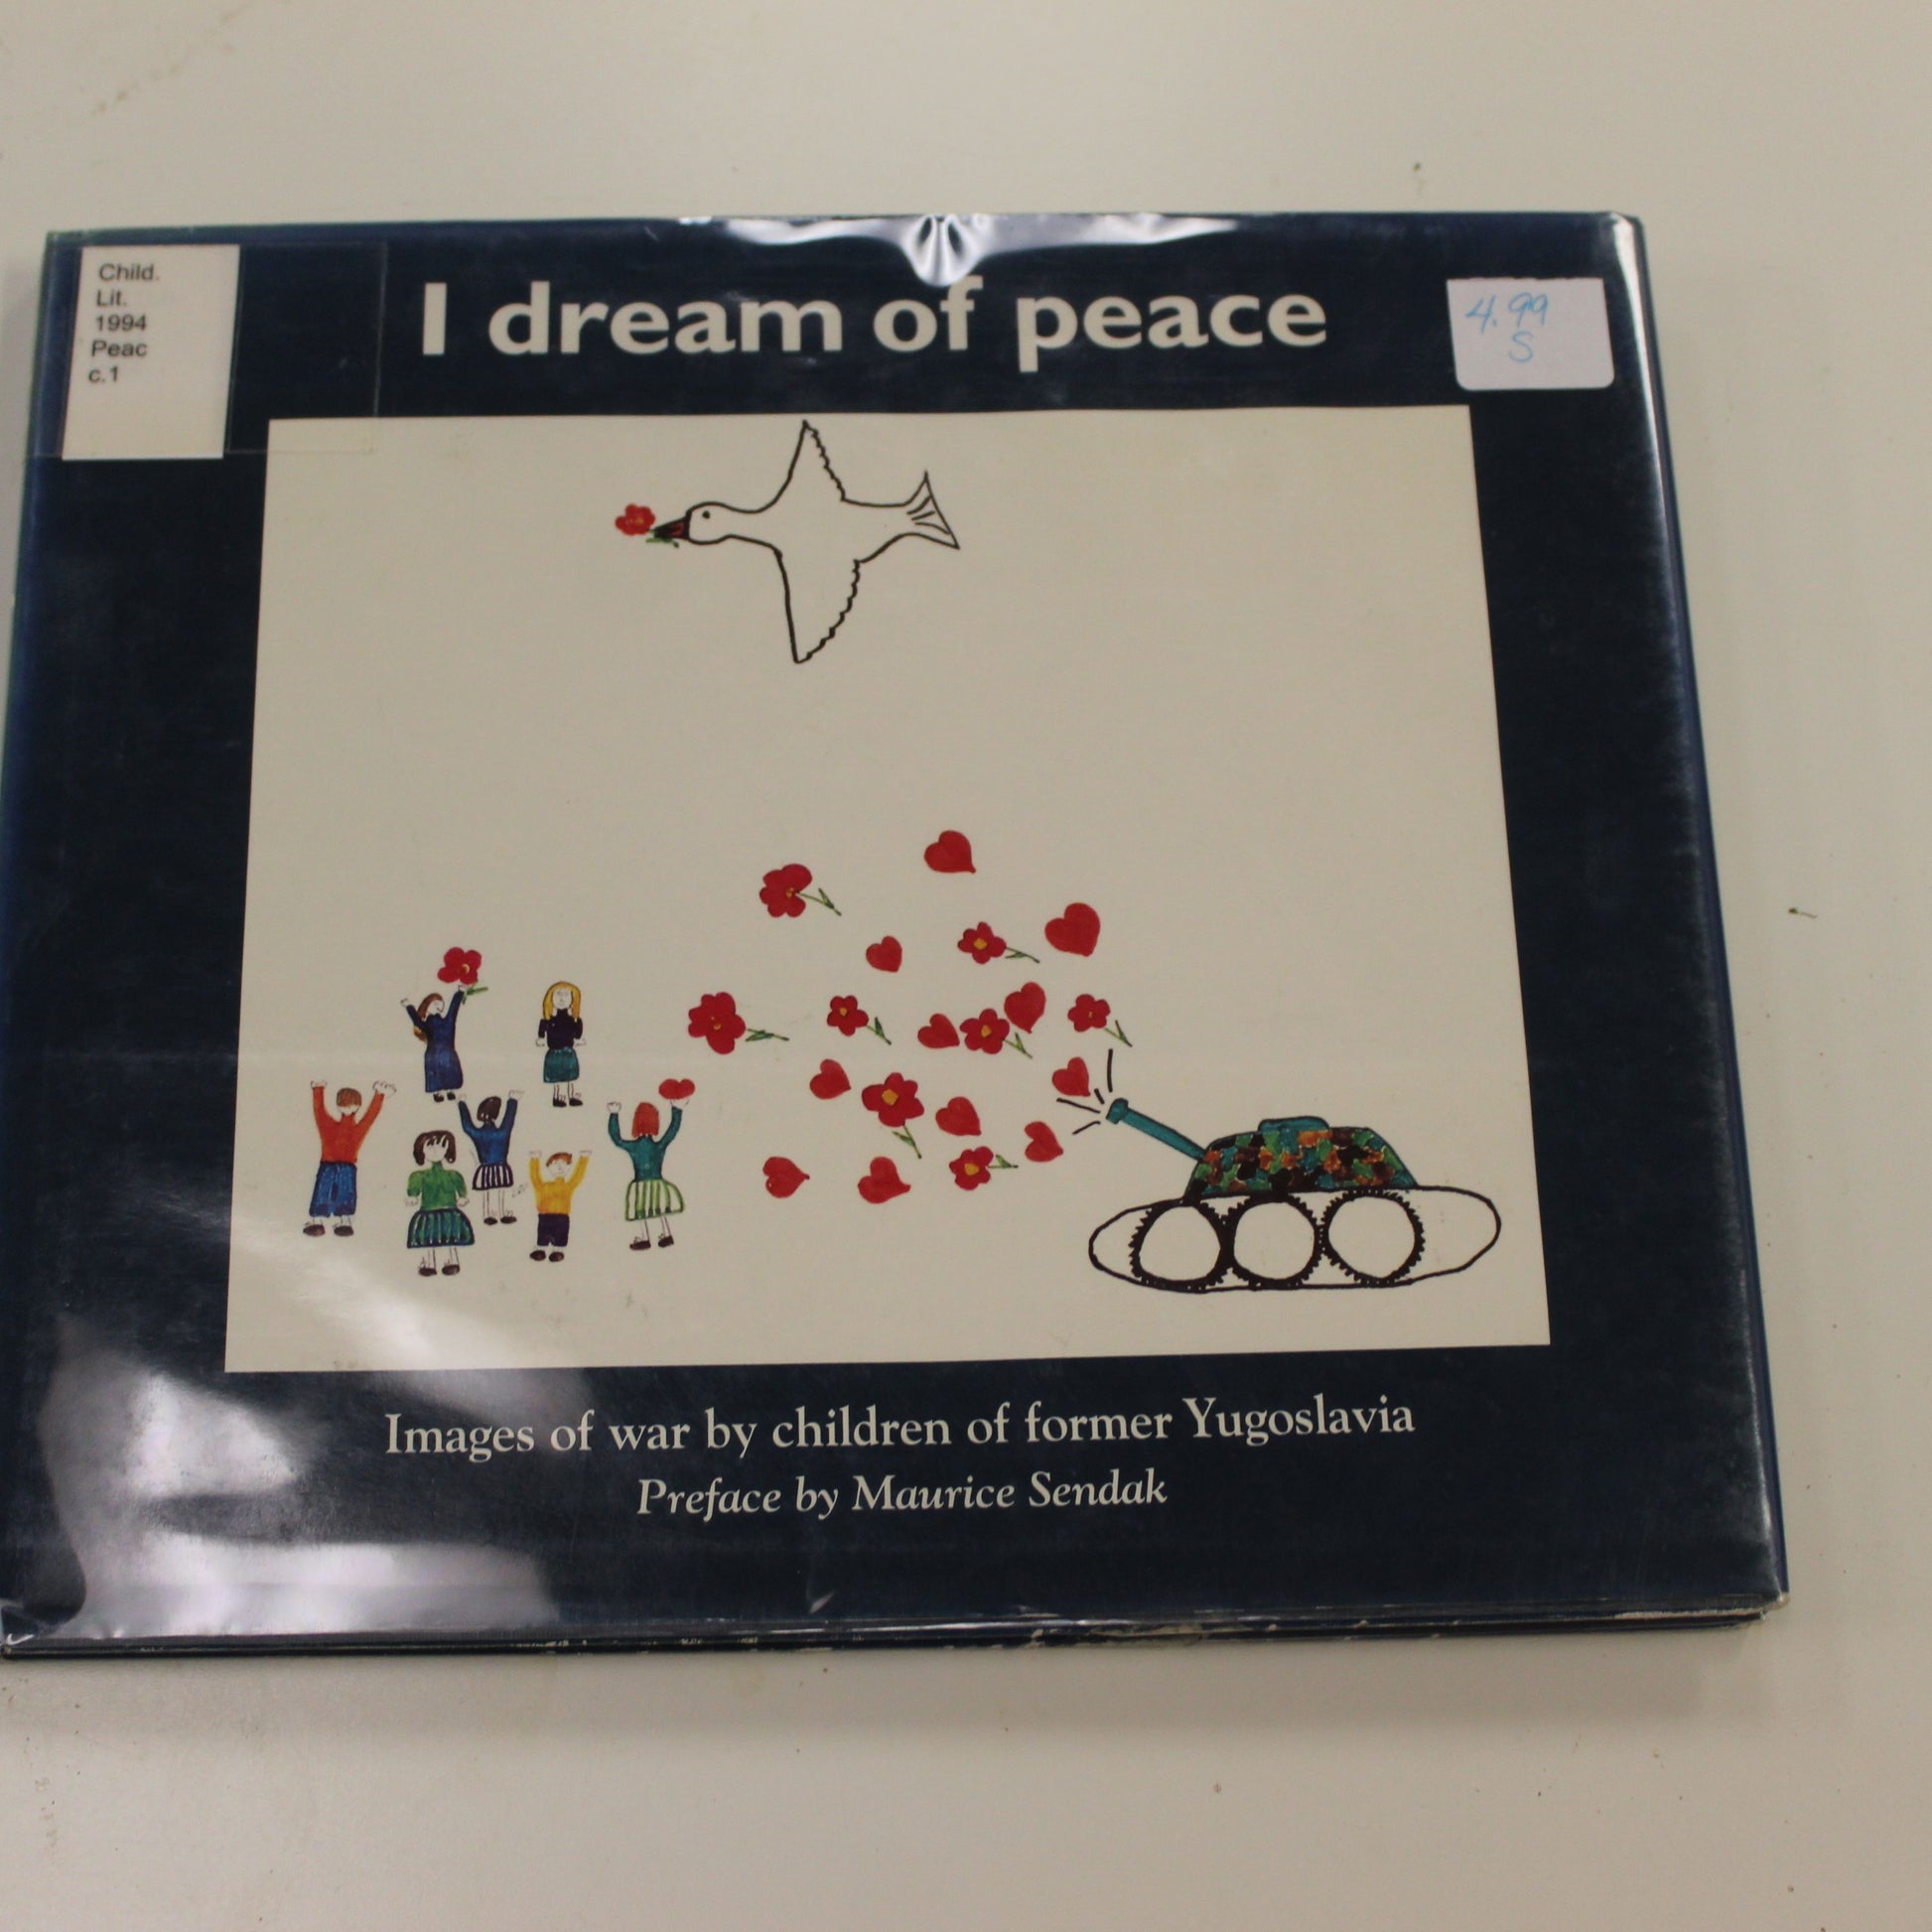 Child.
Lit.
1994
Peac
c.1
I dream of peace
4.99
S
Images of war by children of former Yugoslavia
Preface by Maurice Sendak